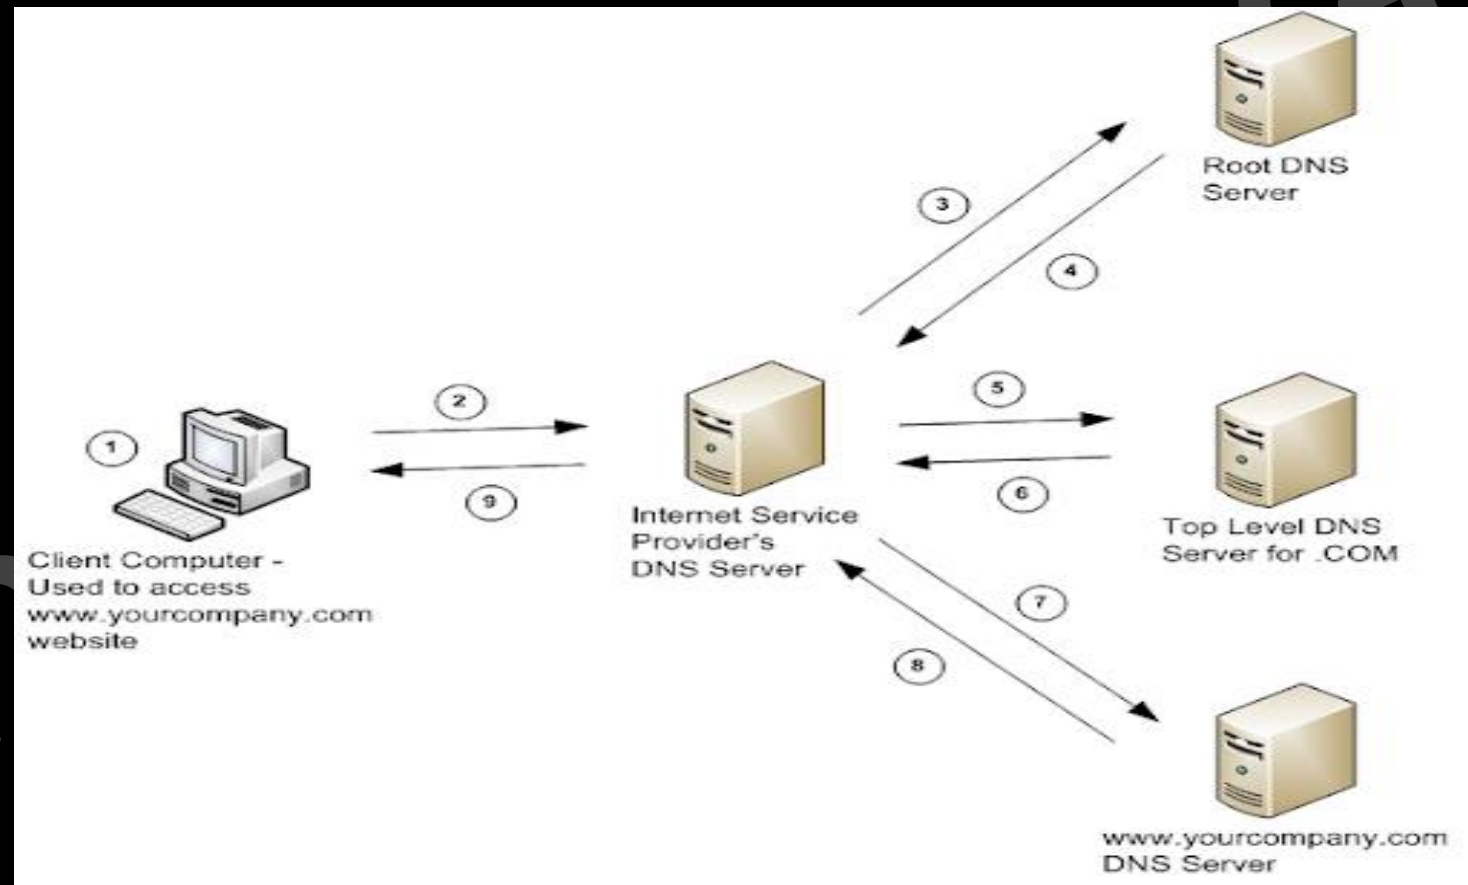 Root DNS
Server
3
4
2
5
1
9
6
Internet Service
Provider's
DNS Server
Top Level DNS
Server for .COM
Client Computer -
Used to access
www.yourcompany.com
website
7
8
www.yourcompany.com
DNS Server